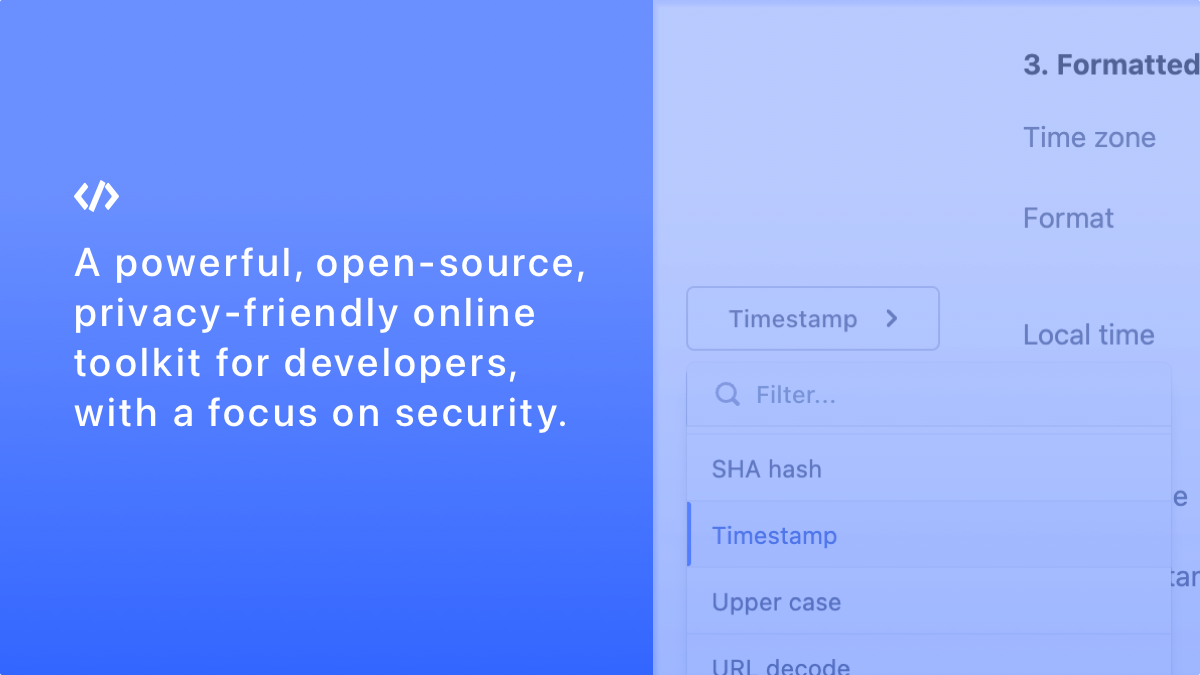 A powerful, open-source,
privacy-friendly online
toolkit for developers,
with a focus on security.
3. Formatted
Time zone
Format
Timestamp
Local time
Filter...
SHA hash
Timestamp
Upper case
URL decode